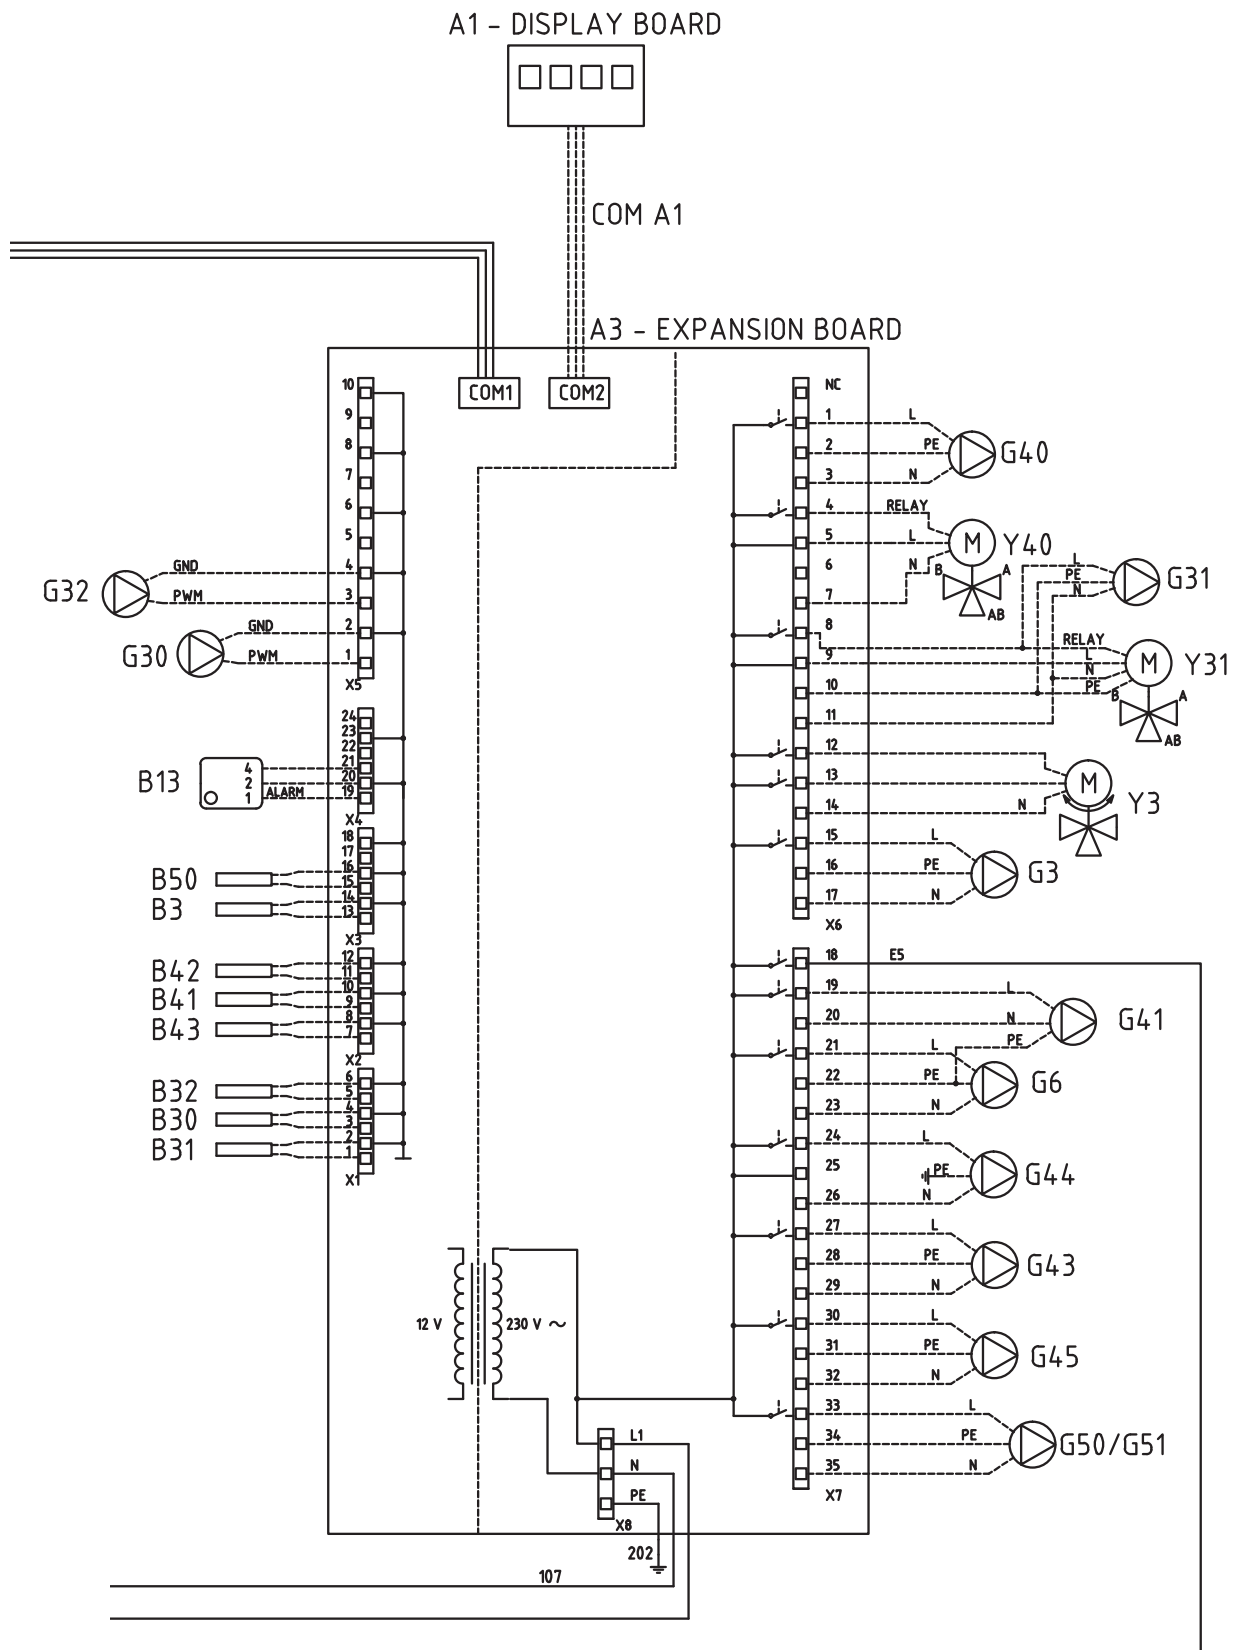 A1 - DISPLAY BOARD
COM A1
A3 - EXPANSION BOARD
COM1
COM2
10
9
8
7
6
5
4
3
2
1
X5
GND
G32
PWM
GND
G30
PWM
24
23
22
21
20
19
X4
B13
4
2
1
ALARM
18
17
16
15
14
13
X3
B50
B3
12
11
10
9
8
7
X2
B42
B41
B43
6
5
4
3
2
1
X1
B32
B30
B31
12 V
230 V ~
NC
1 L
2 PE G40
3 N
4 RELAY
5 L Y40
6
7 N
B A
AB
8
9
10
11
L
PE G31
N
RELAY
L Y31
N
PE
B A
AB
12
13
14 N
Y3
15 L
16 PE G3
17 N
X6
18 E5
19 L
20 N G41
PE
21 L
22 PE G6
23 N
24 L
25 PE G44
26 N
27 L
28 PE G43
29 N
30 L
31 PE G45
32 N
33 L
34 PE G50/G51
35 N
X7
L1
N
PE
X8
202
107